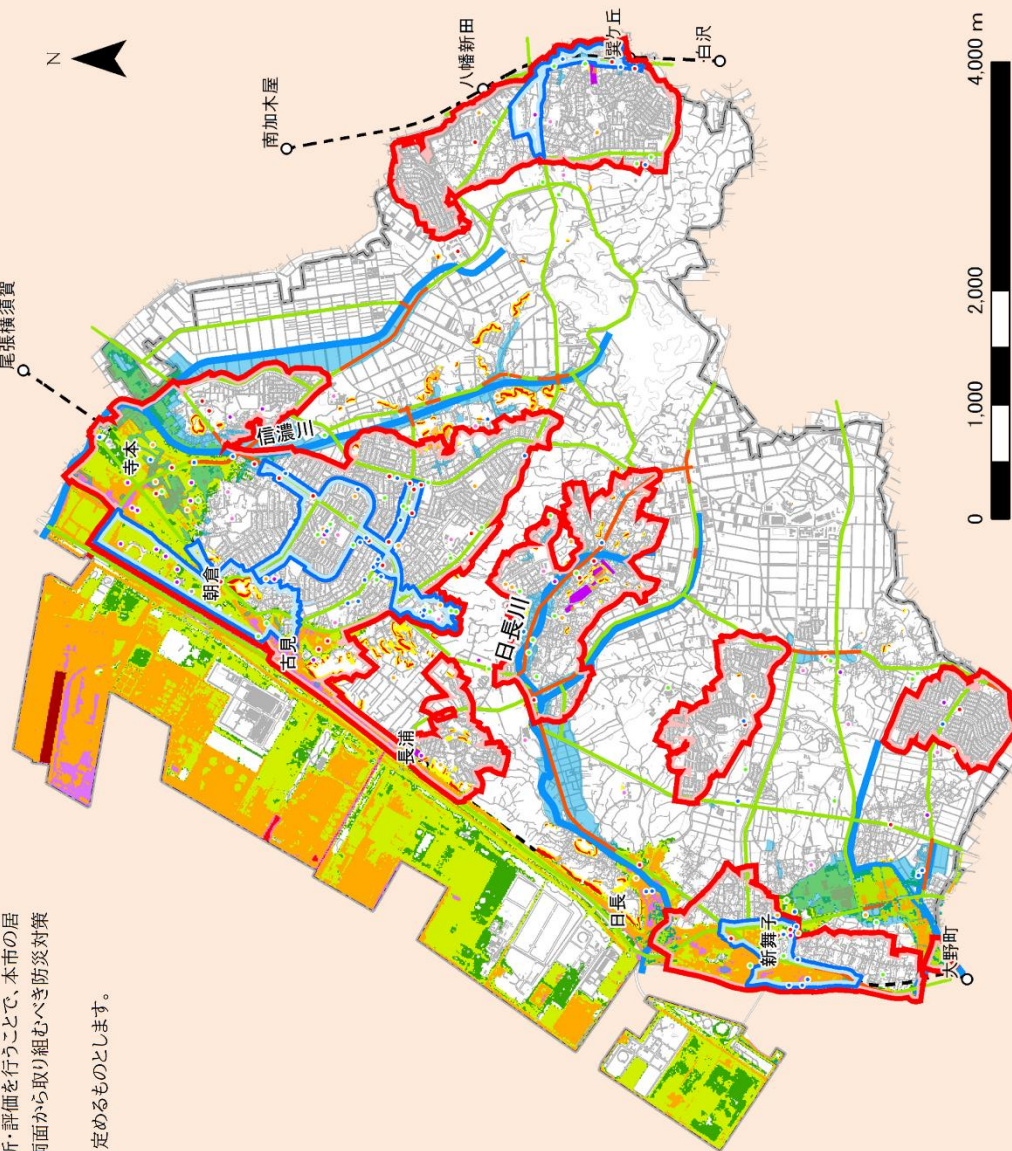 析・評価を行うことで、本市の居
両面から取り組むべき防災対策
定めるものとします。
N
尾張横須賀
南加木屋
八幡新田
巽ケ丘
白沢
寺本
信濃川
朝倉
古見
長浦
日長川
日長
新舞子
大野町
0
1,000
2,000
4,000 m